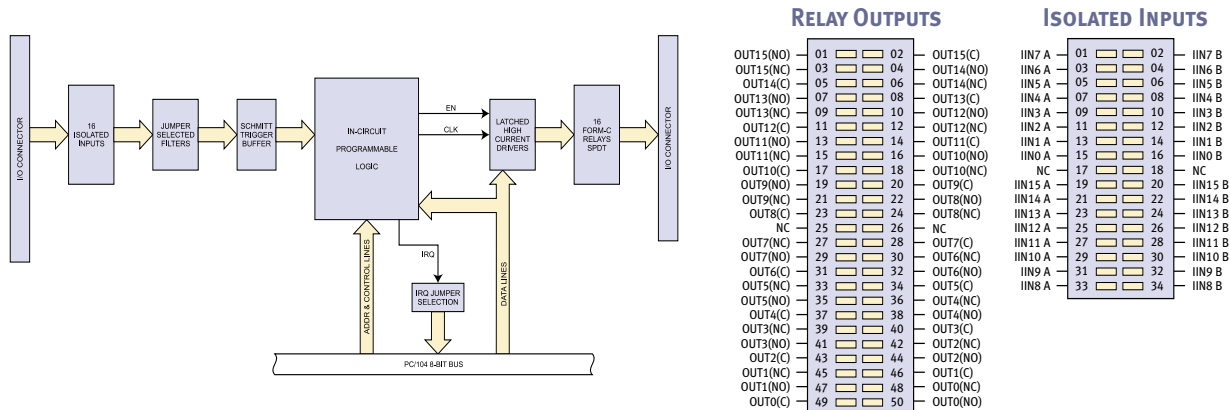 I/O CONNECTOR
16
ISOLATED
INPUTS
JUMPER
SELECTED
FILTERS
SCHMITT
TRIGGER
BUFFER
IN-CIRCUIT
PROGRAMMABLE
LOGIC
EN
CLK
LATCHED
HIGH
CURRENT
DRIVERS
16
FORM-C
RELAYS
SPDT
I/O CONNECTOR
ADDR & CONTROL LINES
IRQ
IRQ JUMPER
SELECTION
DATA LINES
PC/104 8-BIT BUS
RELAY OUTPUTS
OUT15(NO) 01 02 OUT15(C)
OUT15(NC) 03 04 OUT14(NO)
OUT14(C) 05 06 OUT14(NC)
OUT13(NO) 07 08 OUT13(C)
OUT13(NC) 09 10 OUT12(NO)
OUT12(C) 11 12 OUT12(NC)
OUT11(NO) 13 14 OUT11(C)
OUT11(NC) 15 16 OUT10(NO)
OUT10(C) 17 18 OUT10(NC)
OUT9(NO) 19 20 OUT9(C)
OUT9(NC) 21 22 OUT8(NO)
OUT8(C) 23 24 OUT8(NC)
NC 25 26 NC
OUT7(NC) 27 28 OUT7(C)
OUT7(NO) 29 30 OUT6(NC)
OUT6(C) 31 32 OUT6(NO)
OUT5(NC) 33 34 OUT5(C)
OUT5(NO) 35 36 OUT4(NC)
OUT4(C) 37 38 OUT4(NO)
OUT3(NC) 39 40 OUT3(C)
OUT3(NO) 41 42 OUT2(NC)
OUT2(C) 43 44 OUT2(NO)
OUT1(NC) 45 46 OUT1(C)
OUT1(NO) 47 48 OUT0(NC)
OUT0(C) 49 50 OUT0(NO)
ISOLATED INPUTS
IIN7 A 01 02 IIN7 B
IIN6 A 03 04 IIN6 B
IIN5 A 05 06 IIN5 B
IIN4 A 07 08 IIN4 B
IIN3 A 09 10 IIN3 B
IIN2 A 11 12 IIN2 B
IIN1 A 13 14 IIN1 B
IIN0 A 15 16 IIN0 B
NC 17 18 NC
IIN15 A 19 20 IIN15 B
IIN14 A 21 22 IIN14 B
IIN13 A 23 24 IIN13 B
IIN12 A 25 26 IIN12 B
IIN11 A 27 28 IIN11 B
IIN10 A 29 30 IIN10 B
IIN9 A 31 32 IIN9 B
IIN8 A 33 34 IIN8 B